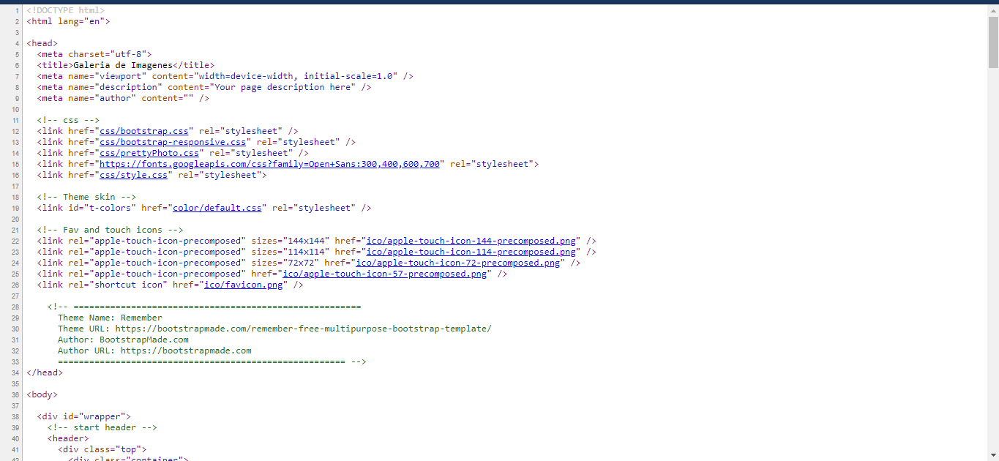 1 <!DOCTYPE html>
2 <html lang="en">
3
4 <head>
5 <meta charset="utf-8">
6 <title>Galeria de Imagenes</title>
7 <meta name="viewport" content="width=device-width, initial-scale=1.0" />
8 <meta name="description" content="Your page description here" />
9 <meta name="author" content="" />
10
11 <!-- css -->
12 <link href="css/bootstrap.css" rel="stylesheet" />
13 <link href="css/bootstrap-responsive.css" rel="stylesheet" />
14 <link href="css/prettyPhoto.css" rel="stylesheet" />
15 <link href="https://fonts.googleapis.com/css?family=Open+Sans:300,400,600,700" rel="stylesheet">
16 <link href="css/style.css" rel="stylesheet">
17
18 <!-- Theme skin -->
19 <link id="t-colors" href="color/default.css" rel="stylesheet" />
20
21 <!-- Fav and touch icons -->
22 <link rel="apple-touch-icon-precomposed" sizes="144x144" href="ico/apple-touch-icon-144-precomposed.png" />
23 <link rel="apple-touch-icon-precomposed" sizes="114x114" href="ico/apple-touch-icon-114-precomposed.png" />
24 <link rel="apple-touch-icon-precomposed" sizes="72x72" href="ico/apple-touch-icon-72-precomposed.png" />
25 <link rel="apple-touch-icon-precomposed" href="ico/apple-touch-icon-57-precomposed.png" />
26 <link rel="shortcut icon" href="ico/favicon.png" />
27
28 <!-- =======================================================
29 Theme Name: Remember
30 Theme URL: https://bootstrapmade.com/remember-free-multipurpose-bootstrap-template/
31 Author: BootstrapMade.com
32 Author URL: https://bootstrapmade.com
33 ======================================================= -->
34 </head>
35
36 <body>
37
38 <div id="wrapper">
39 <!-- start header -->
40 <header>
41 <div class="top">
42 <div class="container">